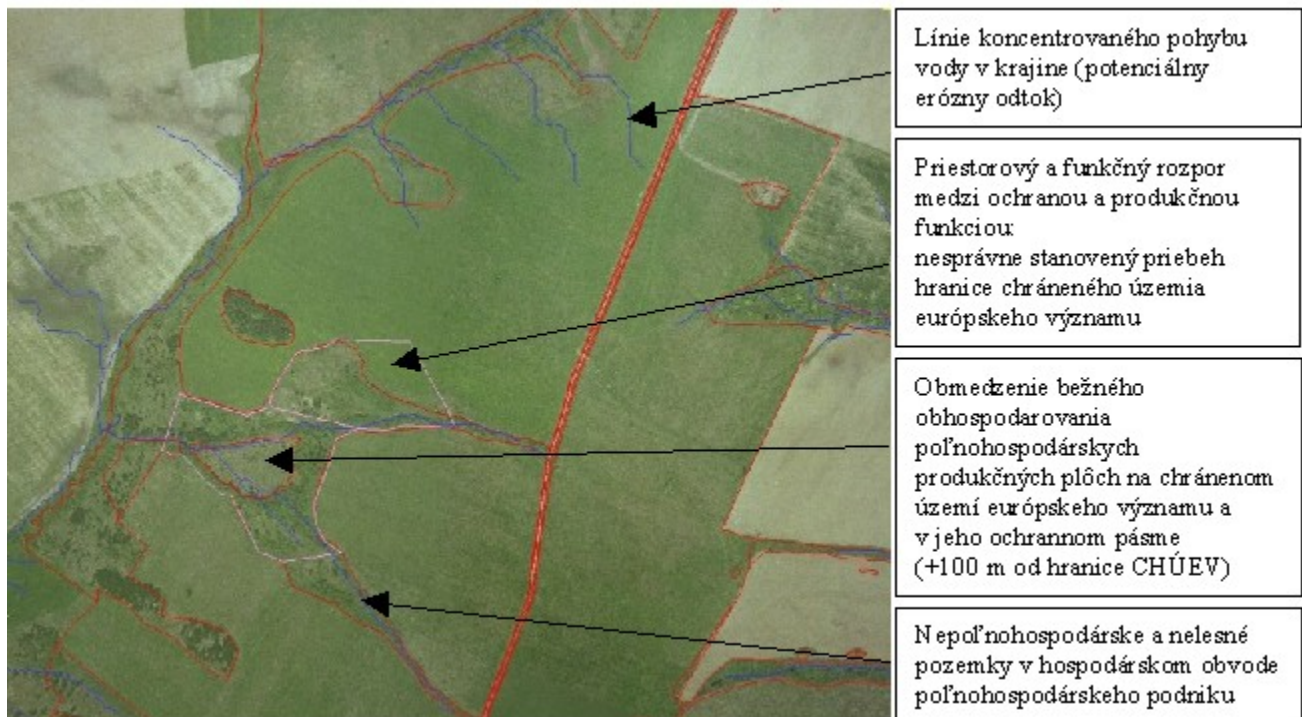 Línie koncentrovaného pohybu
vody v krajine (potenciálny
erózny odtok)
Priestorový a funkčný rozpor
medzi ochranou a produkčnou
funkciou:
nesprávne stanovený priebeh
hranice chráneného územia
európskeho významu
Obmedzenie bežného
obhospodarovania
poľnohospodárskych
produkčných plôch na chránenom
území európskeho významu a
v jeho ochrannom pásme
(+100 m od hranice CHÚEV)
Nepoľnohospodárske a nelesné
pozemky v hospodárskom obvode
poľnohospodárskeho podniku